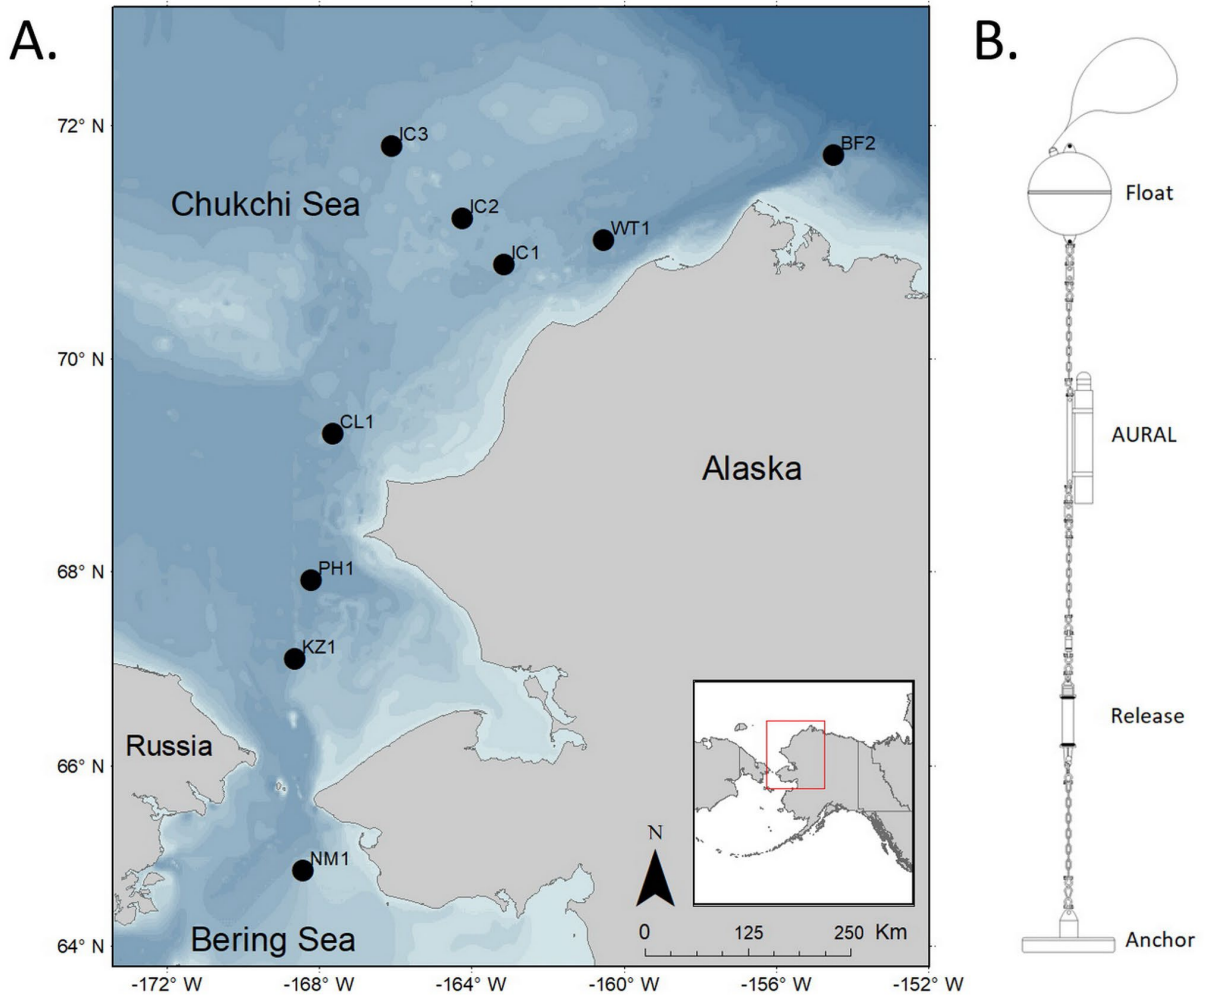 A.
B.
72° N
70° N
68° N
66° N
64° N
IC3
BF2
Chukchi Sea
IC2
WT1
IC1
CL1
Alaska
PH1
KZ1
Russia
NM1
Bering Sea
N
0 125 250 Km
-172° W -168° W -164° W -160° W -156° W -152° W
Float
AURAL
Release
Anchor